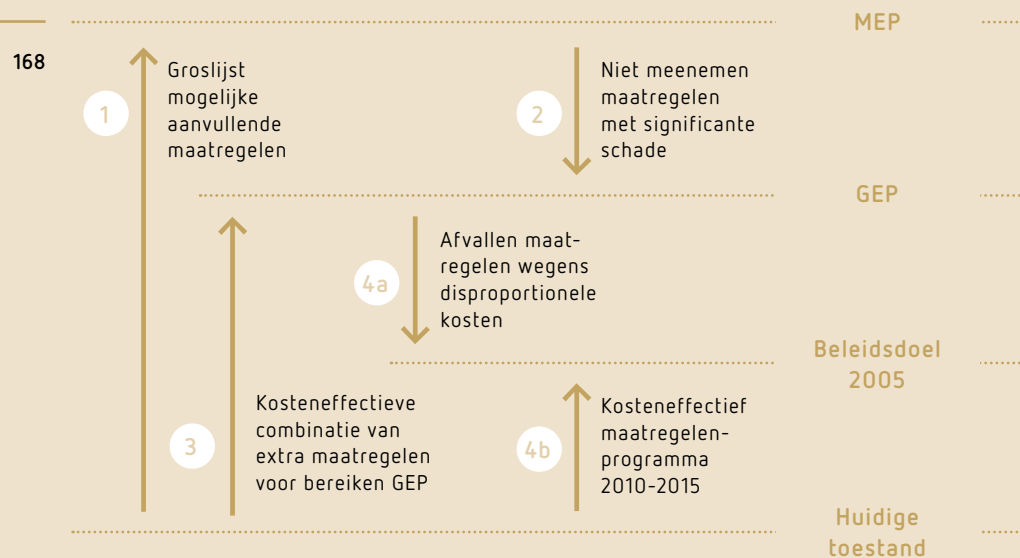 MEP
168
1
Groslijst
mogelijke
aanvullende
maatregelen
2
Niet meenemen
maatregelen
met significante
schade
GEP
4a
Afvallen maat-
regelen wegens
disproportionele
kosten
Beleidsdoel
2005
3
Kosteneffectieve
combinatie van
extra maatregelen
voor bereiken GEP
4b
Kosteneffectief
maatregelen-
programma
2010-2015
Huidige
toestand